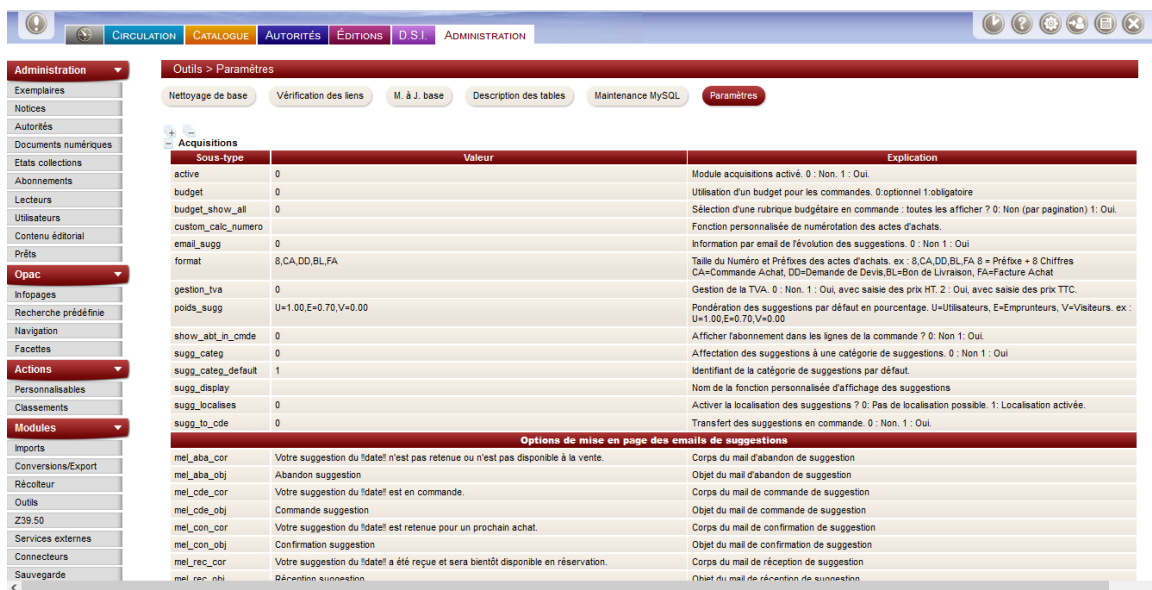 CIRCULATION CATALOGUE AUTORITÉS ÉDITIONS D.S.I. ADMINISTRATION
Administration
Exemplaires
Notices
Autorités
Documents numériques
Etats collections
Abonnements
Lecteurs
Utilisateurs
Contenu éditorial
Prêts
Opac
Infopages
Recherche prédéfinie
Navigation
Facettes
Actions
Personnalisables
Classements
Modules
Imports
Conversions/Export
Récolteur
Outils
Z39.50
Services externes
Connecteurs
Sauvegarde
Outils > Paramètres
Nettoyage de base Vérification des liens M. à J. base Description des tables Maintenance MySQL Paramètres
Acquisitions
Sous-type Valeur Explication
active 0 Module acquisitions activé. 0 : Non. 1 : Oui.
budget 0 Utilisation d'un budget pour les commandes. 0:optionnel 1:obligatoire
budget_show_all 0 Sélection d'une rubrique budgétaire en commande : toutes les afficher ? 0: Non (par pagination) 1: Oui.
custom_calc_numero Fonction personnalisée de numérotation des actes d'achats.
email_sugg 0 Information par email de l'évolution des suggestions. 0 : Non 1 : Oui
format 8,CA,DD,BL,FA Taille du Numéro et Préfixes des actes d'achats. ex : 8,CA,DD,BL,FA 8 = Préfixe + 8 Chiffres
CA=Commande Achat, DD=Demande de Devis,BL=Bon de Livraison, FA=Facture Achat
gestion_tva 0 Gestion de la TVA. 0 : Non. 1 : Oui, avec saisie des prix HT. 2 : Oui, avec saisie des prix TTC.
poids_sugg U=1.00,E=0.70,V=0.00 Pondération des suggestions par défaut en pourcentage. U=Utilisateurs, E=Emprunteurs, V=Visiteurs. ex :
U=1.00,E=0.70,V=0.00
show_abt_in_cmde 0 Afficher l'abonnement dans les lignes de la commande ? 0: Non 1: Oui.
sugg_categ 0 Affectation des suggestions à une catégorie de suggestions. 0 : Non 1 : Oui
sugg_categ_default 1 Identifiant de la catégorie de suggestions par défaut.
sugg_display Nom de la fonction personnalisée d'affichage des suggestions
sugg_localises 0 Activer la localisation des suggestions ? 0: Pas de localisation possible. 1: Localisation activée.
sugg_to_cde 0 Transfert des suggestions en commande. 0 : Non. 1 : Oui.
Options de mise en page des emails de suggestions
mel_aba_cor Votre suggestion du !!date!! n'est pas retenue ou n'est pas disponible à la vente. Corps du mail d'abandon de suggestion
mel_aba_obj Abandon suggestion Objet du mail d'abandon de suggestion
mel_cde_cor Votre suggestion du !!date!! est en commande. Corps du mail de commande de suggestion
mel_cde_obj Commande suggestion Objet du mail de commande de suggestion
mel_con_cor Votre suggestion du !!date!! est retenue pour un prochain achat. Corps du mail de confirmation de suggestion
mel_con_obj Confirmation suggestion Objet du mail de confirmation de suggestion
mel_rec_cor Votre suggestion du !!date!! a été reçue et sera bientôt disponible en réservation. Corps du mail de réception de suggestion
mel_rec_obj Réception suggestion Objet du mail de réception de suggestion